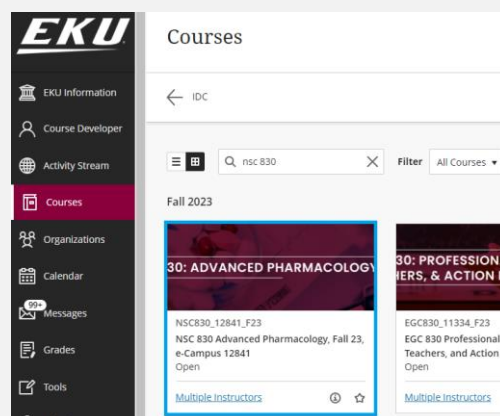 EKU
Courses
EKU Information
IDC
Course Developer
Activity Stream
nsc 830
Filter
All Courses
Courses
Fall 2023
Organizations
Calendar
30: ADVANCED PHARMACOLOGY
30: PROFESSION
HERS, & ACTION
99+
Messages
NSC830_12841_F23
NSC 830 Advanced Pharmacology, Fall 23,
e-Campus 12841
Open
EGC830_11334_F23
EGC 830 Professional
Teachers, and Action
Open
Grades
Tools
Multiple Instructors
Multiple Instructors